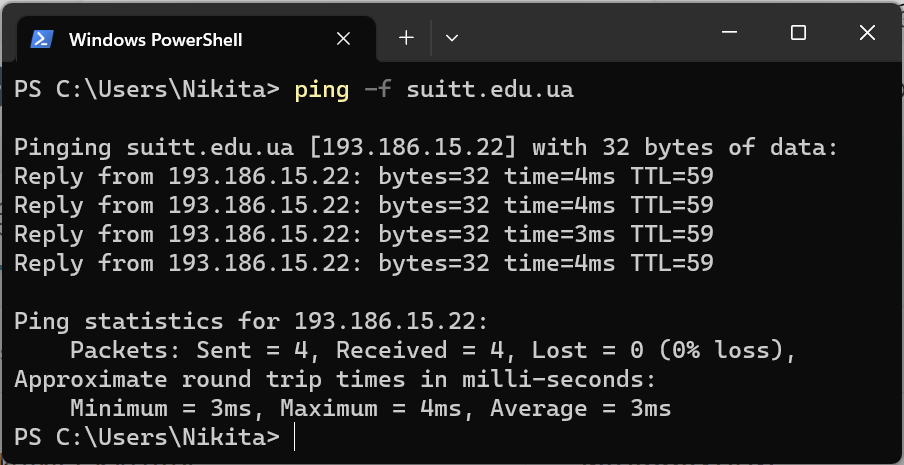 Windows PowerShell
PS C:\Users\Nikita> ping -f suitt.edu.ua
Pinging suitt.edu.ua [193.186.15.22] with 32 bytes of data:
Reply from 193.186.15.22: bytes=32 time=4ms TTL=59
Reply from 193.186.15.22: bytes=32 time=4ms TTL=59
Reply from 193.186.15.22: bytes=32 time=3ms TTL=59
Reply from 193.186.15.22: bytes=32 time=4ms TTL=59
Ping statistics for 193.186.15.22:
    Packets: Sent = 4, Received = 4, Lost = 0 (0% loss),
Approximate round trip times in milli-seconds:
    Minimum = 3ms, Maximum = 4ms, Average = 3ms
PS C:\Users\Nikita>